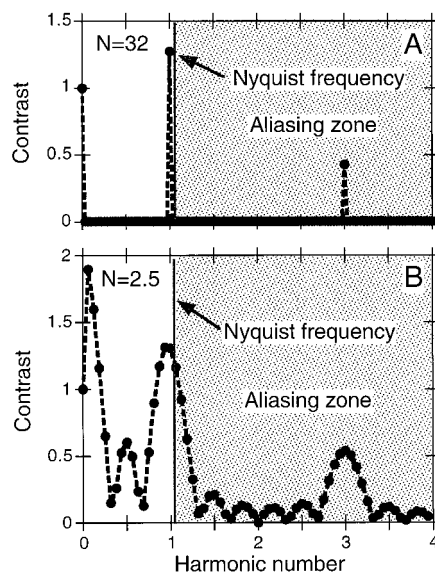 1.5
N=32
A
Nyquist frequency
1
Contrast
Aliasing zone
0.5
0
2
N=2.5
B
1.5
Nyquist frequency
Contrast
1
Aliasing zone
0.5
0
0 1 2 3 4
Harmonic number